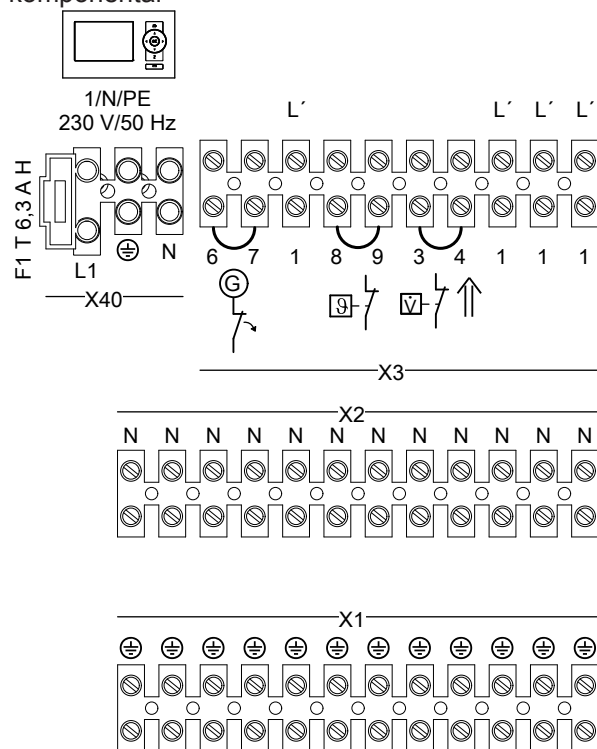 1/N/PE
230 V/50 Hz
L´ L´ L´ L´
F1 T 6,3 A H
L1 N
6 7 1 8 9 3 4 1 1 1
X40
G
ϑ
V̇
X3
X2
N N N N N N N N N N N N
X1